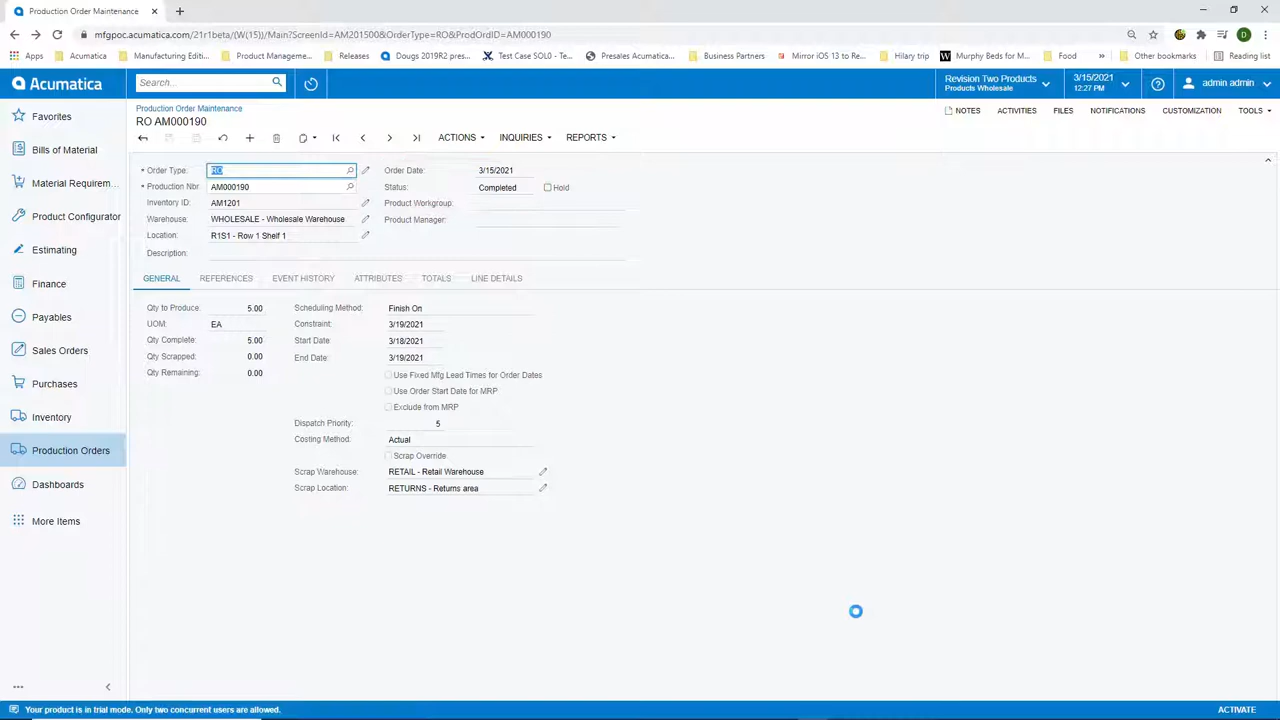 Production Order Maintenance
mfgpoc.acumatica.com/21r1beta/(W(15))/Main?ScreenId=AM201500&OrderType=RO&ProdOrdID=AM000190
Apps Acumatica Manufacturing Editi... Product Manageme... Releases Dougs 2019R2 pres... Test Case SOL0 - Te... Presales Acumatica... Business Partners Mirror iOS 13 to Re... Hilary trip Murphy Beds for M... Food » Other bookmarks Reading list
Acumatica Search... Revision Two Products Products Wholesale 3/15/2021 12:27 PM admin admin
Favorites
Bills of Material
Material Requirem...
Product Configurator
Estimating
Finance
Payables
Sales Orders
Purchases
Inventory
Production Orders
Dashboards
More Items
Production Order Maintenance
RO AM000190
NOTES ACTIVITIES FILES NOTIFICATIONS CUSTOMIZATION TOOLS
ACTIONS INQUIRIES REPORTS
* Order Type: RO Order Date: 3/15/2021
* Production Nbr AM000190 Status: Completed Hold
Inventory ID: AM1201 Product Workgroup:
Warehouse: WHOLESALE - Wholesale Warehouse Product Manager:
Location: R1S1 - Row 1 Shelf 1
Description:
GENERAL REFERENCES EVENT HISTORY ATTRIBUTES TOTALS LINE DETAILS
Qty to Produce: 5.00 Scheduling Method: Finish On
UOM: EA Constraint: 3/19/2021
Qty Complete: 5.00 Start Date: 3/18/2021
Qty Scrapped: 0.00 End Date: 3/19/2021
Qty Remaining: 0.00 Use Fixed Mfg Lead Times for Order Dates
Use Order Start Date for MRP
Exclude from MRP
Dispatch Priority: 5
Costing Method: Actual
Scrap Override
Scrap Warehouse: RETAIL - Retail Warehouse
Scrap Location: RETURNS - Returns area
Your product is in trial mode. Only two concurrent users are allowed. ACTIVATE